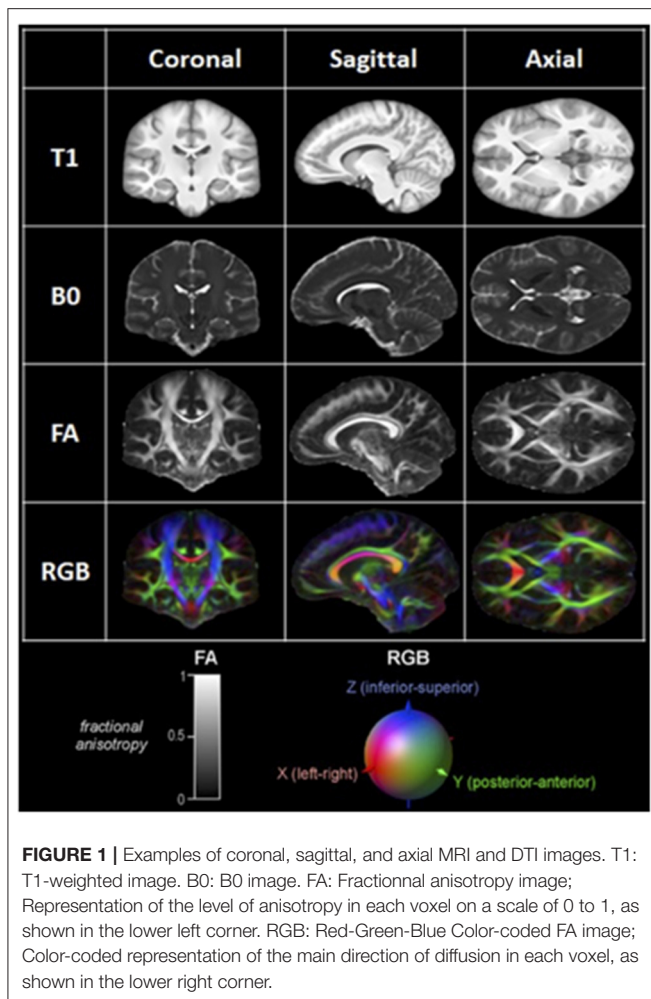 Coronal Sagittal Axial
T1
B0
FA
RGB
FA RGB
Z (inferior-superior)
1
fractional
anisotropy
0.5
X (left-right)
Y (posterior-anterior)
0
FIGURE 1 | Examples of coronal, sagittal, and axial MRI and DTI images. T1:
T1-weighted image. B0: B0 image. FA: Fractionnal anisotropy image;
Representation of the level of anisotropy in each voxel on a scale of 0 to 1, as
shown in the lower left corner. RGB: Red-Green-Blue Color-coded FA image;
Color-coded representation of the main direction of diffusion in each voxel, as
shown in the lower right corner.